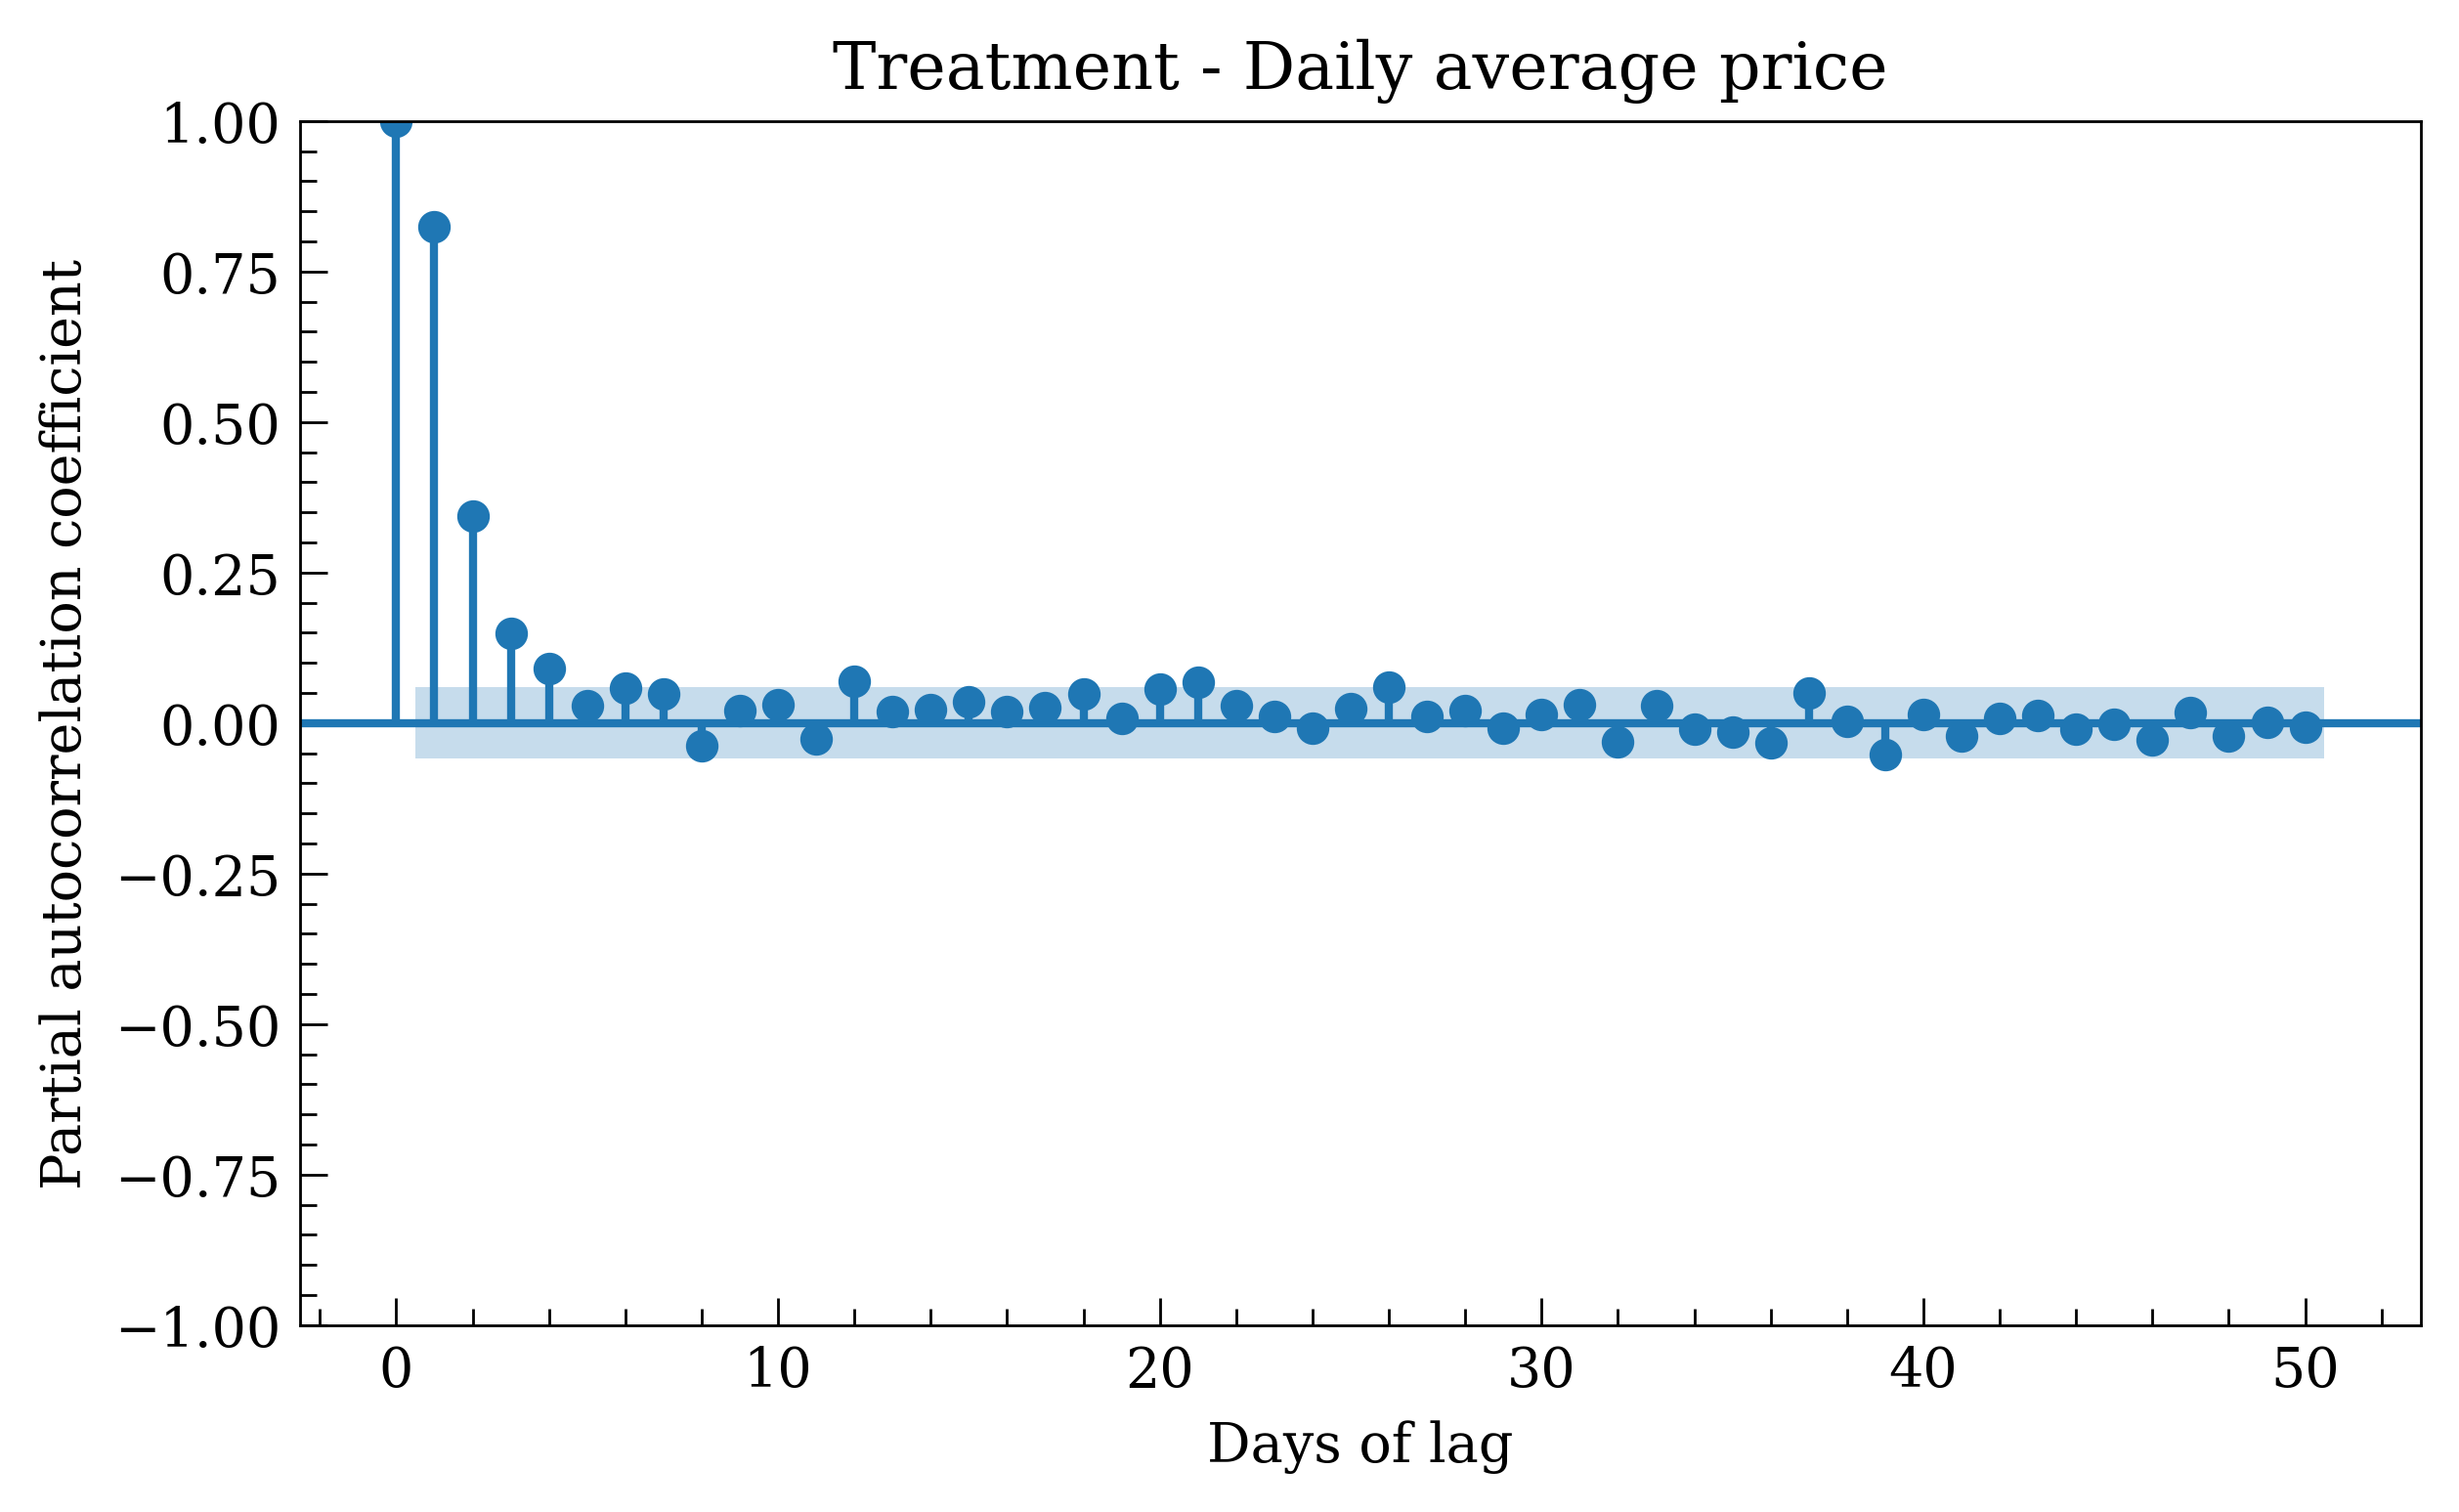 Treatment - Daily average price
1.00
0.75
0.50
0.25
0.00
−0.25
−0.50
−0.75
−1.00
Partial autocorrelation coefficient
0 10 20 30 40 50
Days of lag